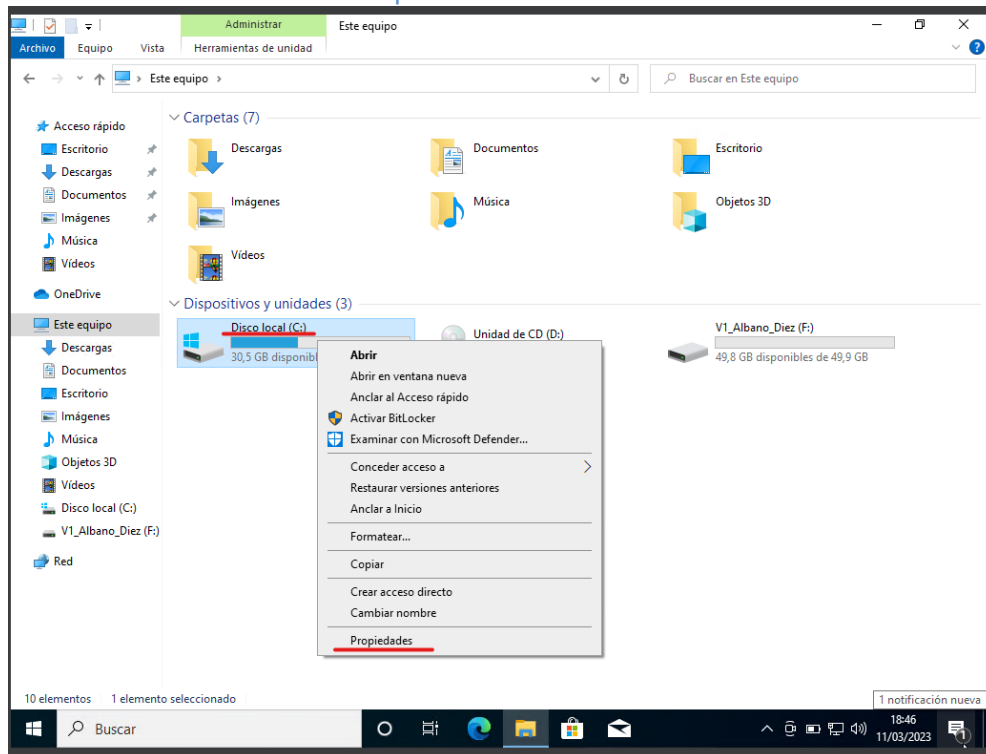 Administrar
Este equipo
Archivo
Equipo
Vista
Herramientas de unidad
Este equipo
Buscar en Este equipo
Acceso rápido
Escritorio
Descargas
Documentos
Imágenes
Música
Vídeos
OneDrive
Este equipo
Descargas
Documentos
Escritorio
Imágenes
Música
Objetos 3D
Vídeos
Disco local (C:)
V1_Albano_Diez (F:)
Red
Carpetas (7)
Descargas
Documentos
Escritorio
Imágenes
Música
Objetos 3D
Vídeos
Dispositivos y unidades (3)
Disco local (C:)
30,5 GB
Unidad de CD (D:)
V1_Albano_Diez (F:)
49,8 GB disponibles de 49,9 GB
Abrir
Abrir en ventana nueva
Anclar al Acceso rápido
Activar BitLocker
Examinar con Microsoft Defender...
Conceder acceso a
Restaurar versiones anteriores
Anclar a Inicio
Formatear...
Copiar
Crear acceso directo
Cambiar nombre
Propiedades
10 elementos
1 elemento seleccionado
1 notificación nueva
Buscar
18:46
11/03/2023
1